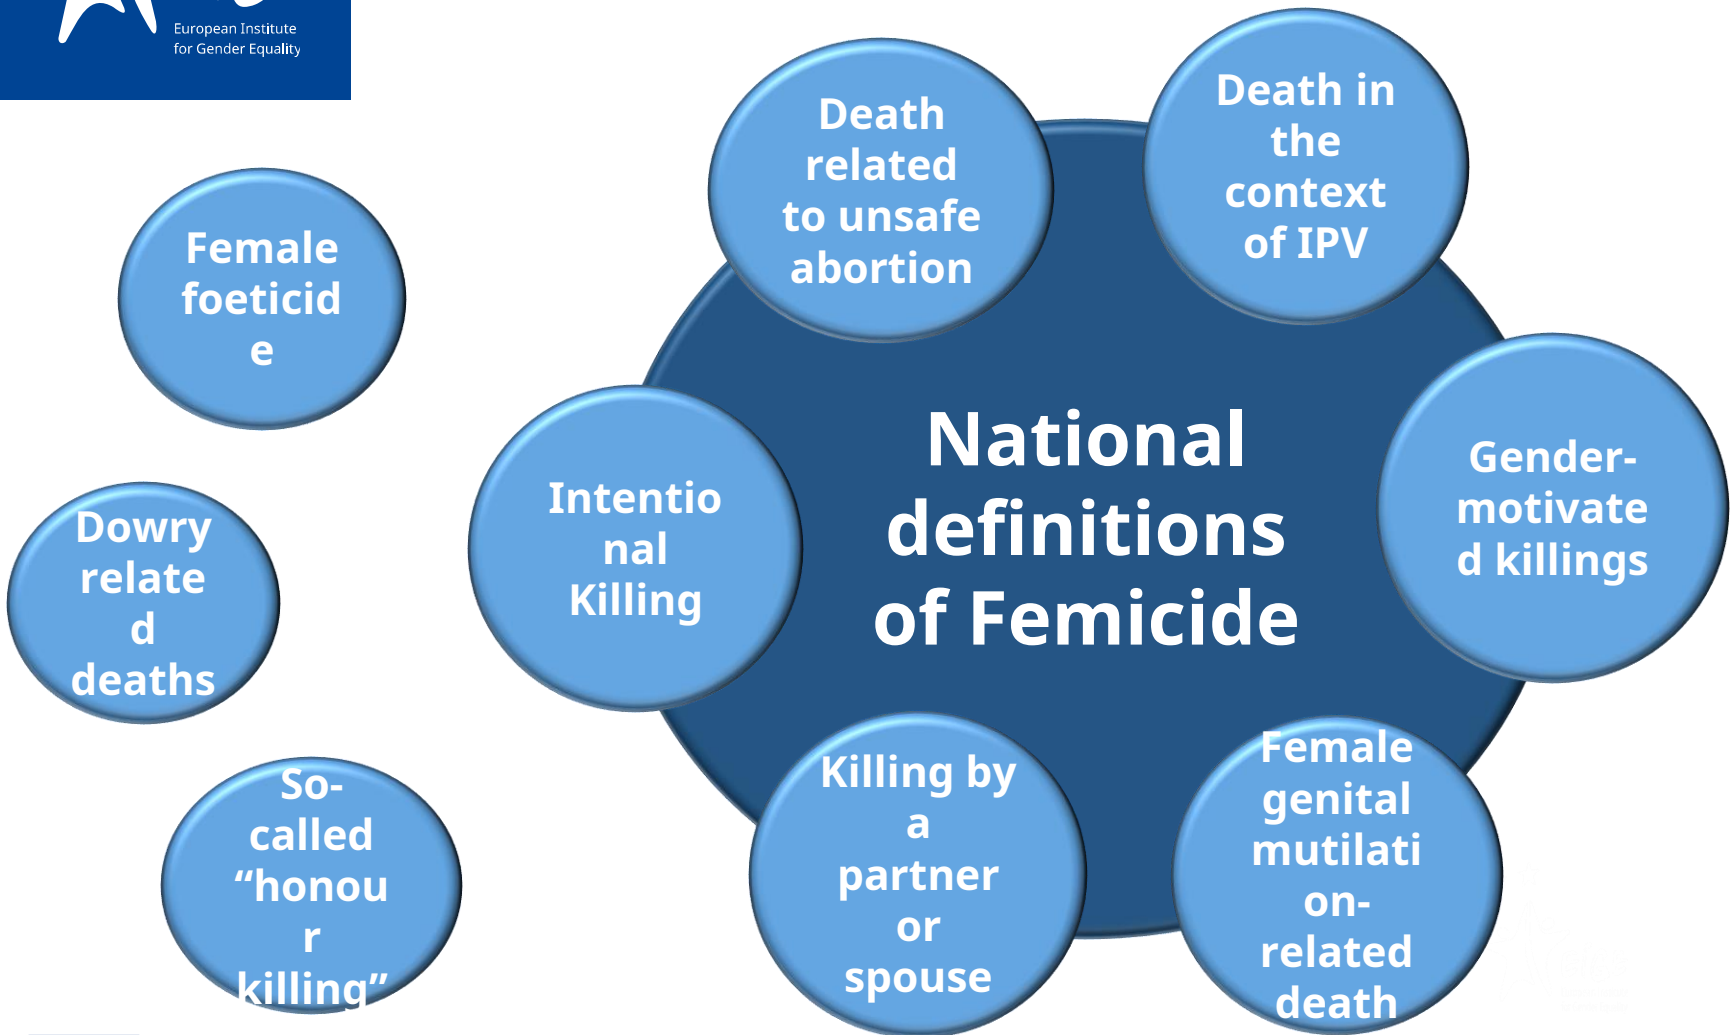 European Institute
for Gender Equality
Death
related
to unsafe
abortion
Death in
the
context
of IPV
Female
foeticid
e
Intentio
nal
Killing
National
definitions
of Femicide
Gender-
motivate
d killings
Dowry
relate
d
deaths
So-
called
“honou
r
killing”
Killing by
a
partner
or
spouse
Female
genital
mutilati
on-
related
death